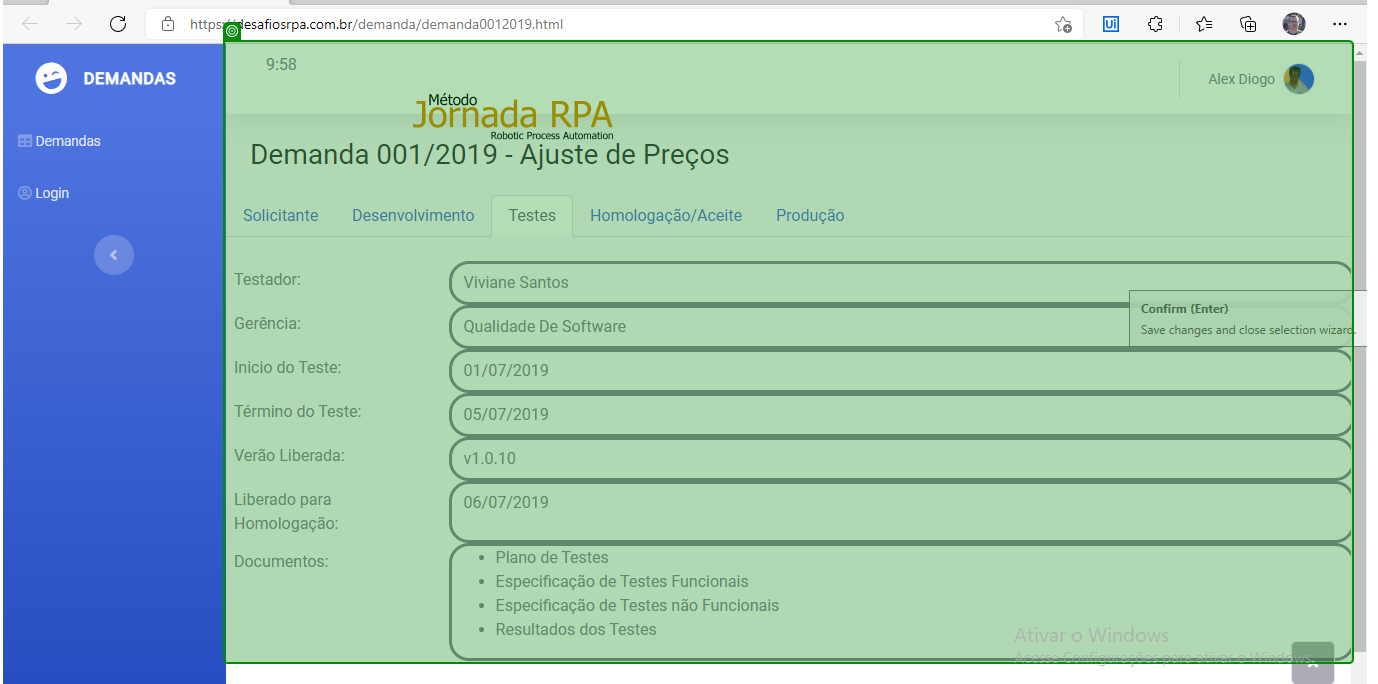 https://desafiosrpa.com.br/demanda/demanda0012019.html
Ui
DEMANDAS
Demandas
Login
9:58
Alex Diogo
Método
Jornada RPA
Robotic Process Automation
Demanda 001/2019 - Ajuste de Preços
Solicitante Desenvolvimento Testes Homologação/Aceite Produção
Testador: Viviane Santos
Confirm (Enter)
Save changes and close selection wizard.
Gerência: Qualidade De Software
Inicio do Teste: 01/07/2019
Término do Teste: 05/07/2019
Verão Liberada: v1.0.10
Liberado para
Homologação: 06/07/2019
Documentos:
• Plano de Testes
• Especificação de Testes Funcionais
• Especificação de Testes não Funcionais
• Resultados dos Testes
Ativar o Windows
Acesse Configurações para ativar o Windows.